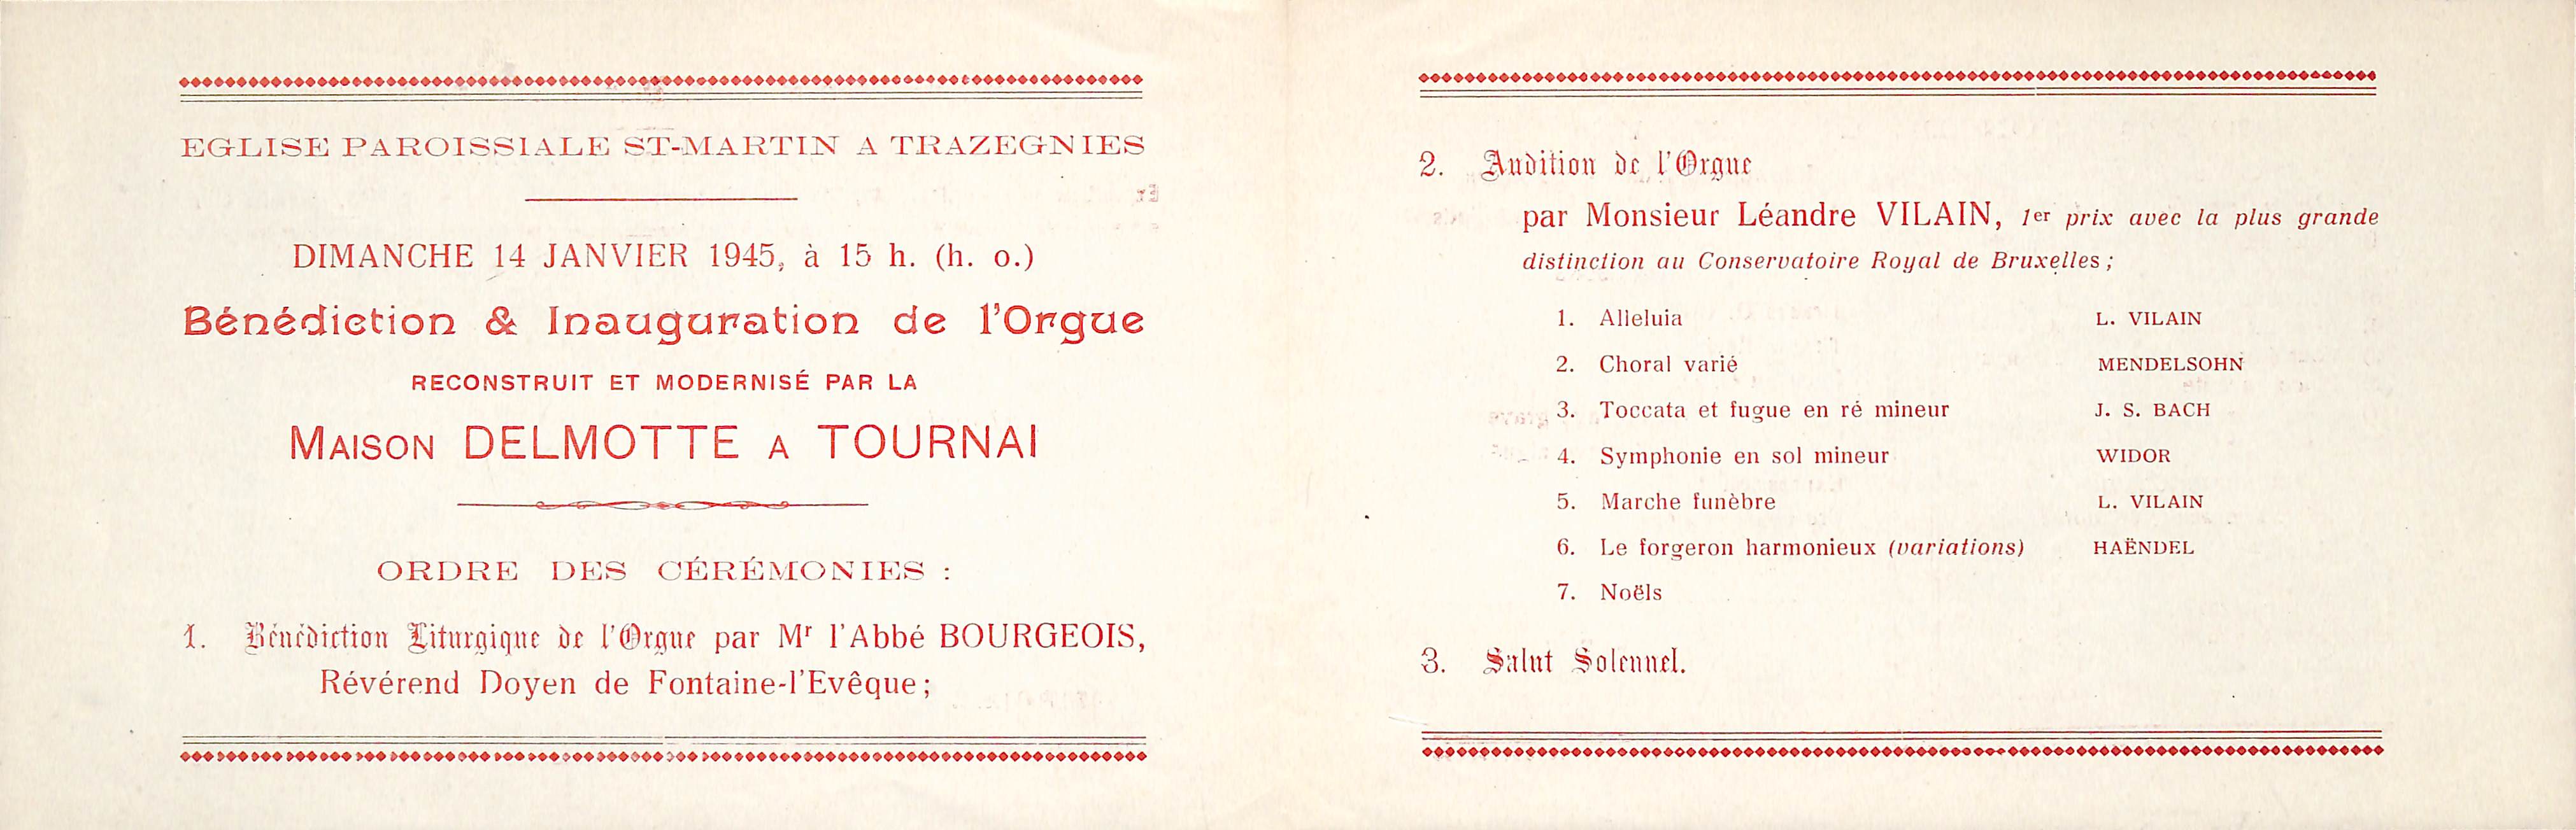 EGLISE PAROISSIALE ST-MARTIN A TRAZEGNIES
DIMANCHE 14 JANVIER 1945, à 15 h. (h. o.)
Bénédiction & Inauguration de l'Orgue
RECONSTRUIT ET MODERNISÉ PAR LA
MAISON DELMOTTE A TOURNAI
ORDRE DES CÉRÉMONIES :
1. Bénédiction Liturgique de l'Orgue par Mr l'Abbé BOURGEOIS,
Révérend Doyen de Fontaine-l'Evêque ;
2. Audition de l'Orgue
par Monsieur Léandre VILAIN, 1er prix avec la plus grande
distinction au Conservatoire Royal de Bruxelles ;
1. Alleluia L. VILAIN
2. Choral varié MENDELSOHN
3. Toccata et fugue en ré mineur J. S. BACH
4. Symphonie en sol mineur WIDOR
5. Marche funèbre L. VILAIN
6. Le forgeron harmonieux (variations) HAËNDEL
7. Noëls
3. Salut Solennel.